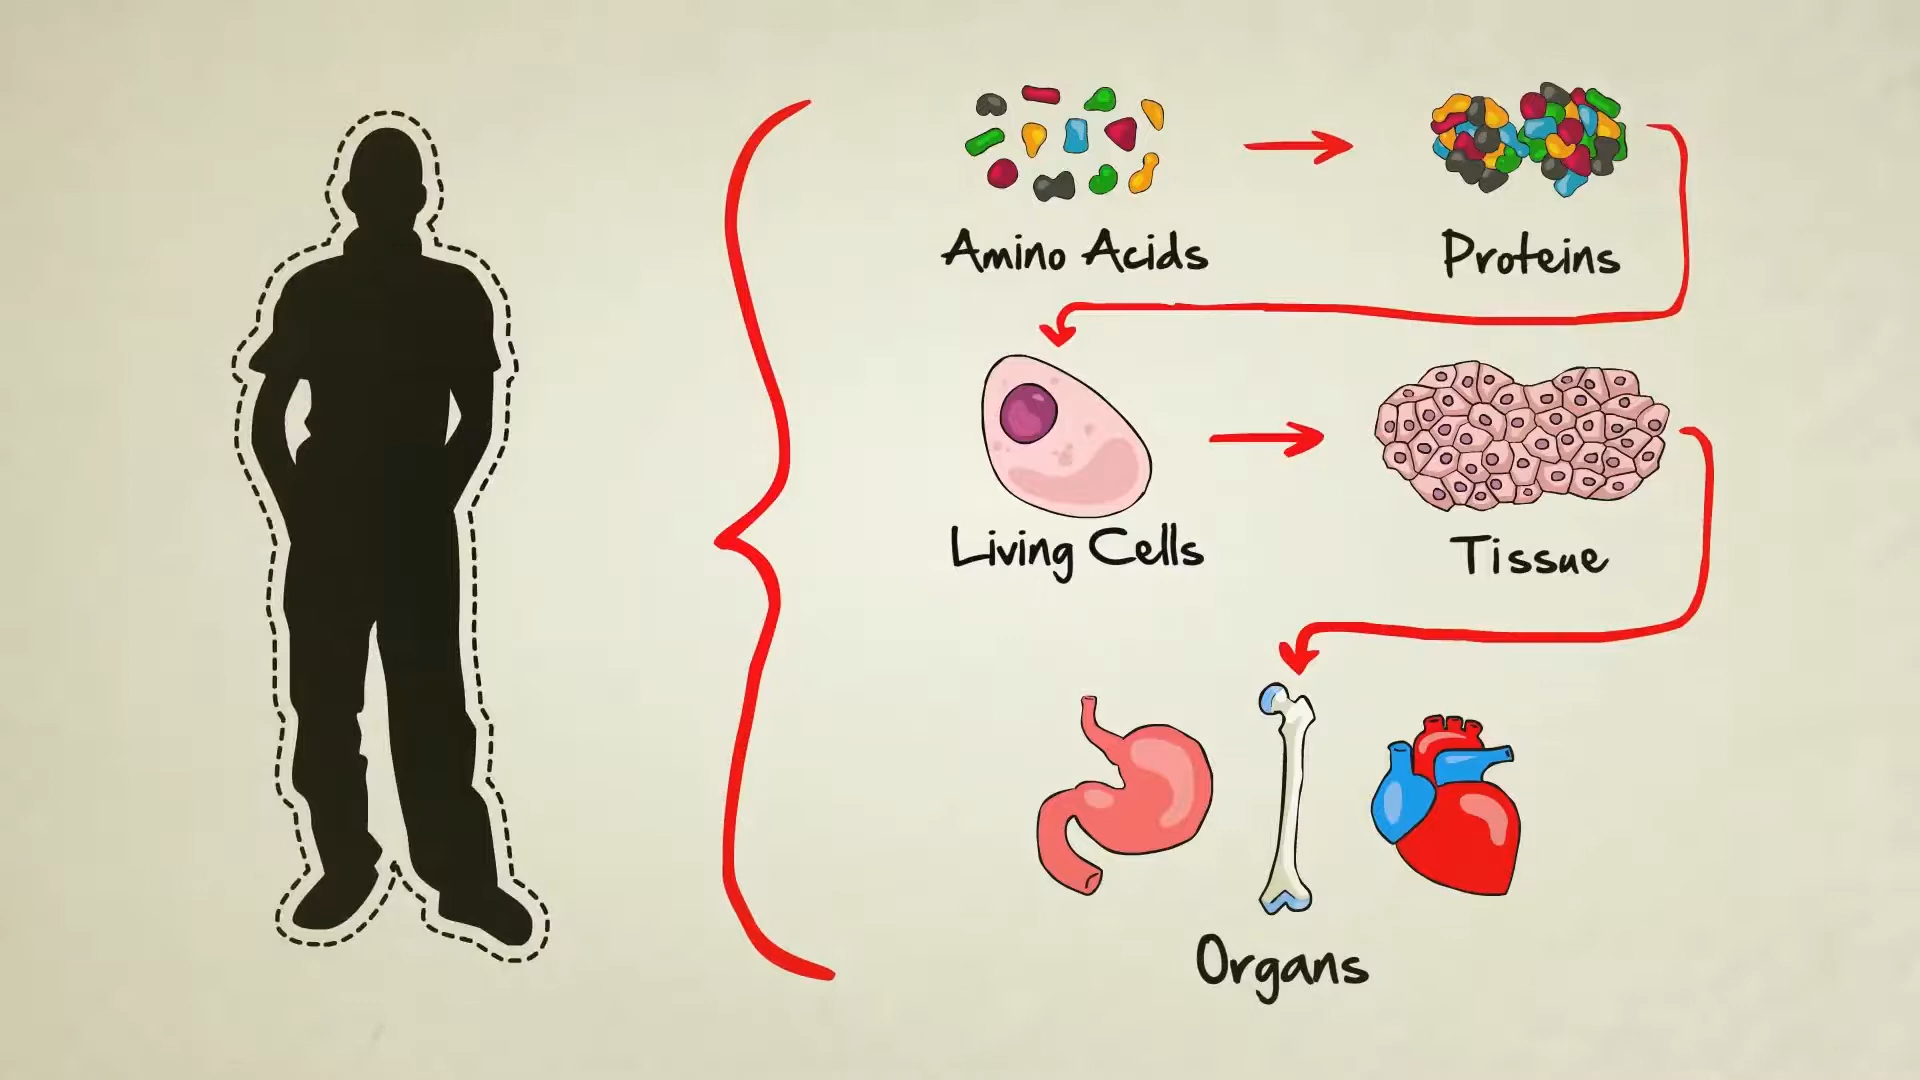 Amino Acids
Proteins
Living Cells
Tissue
Organs